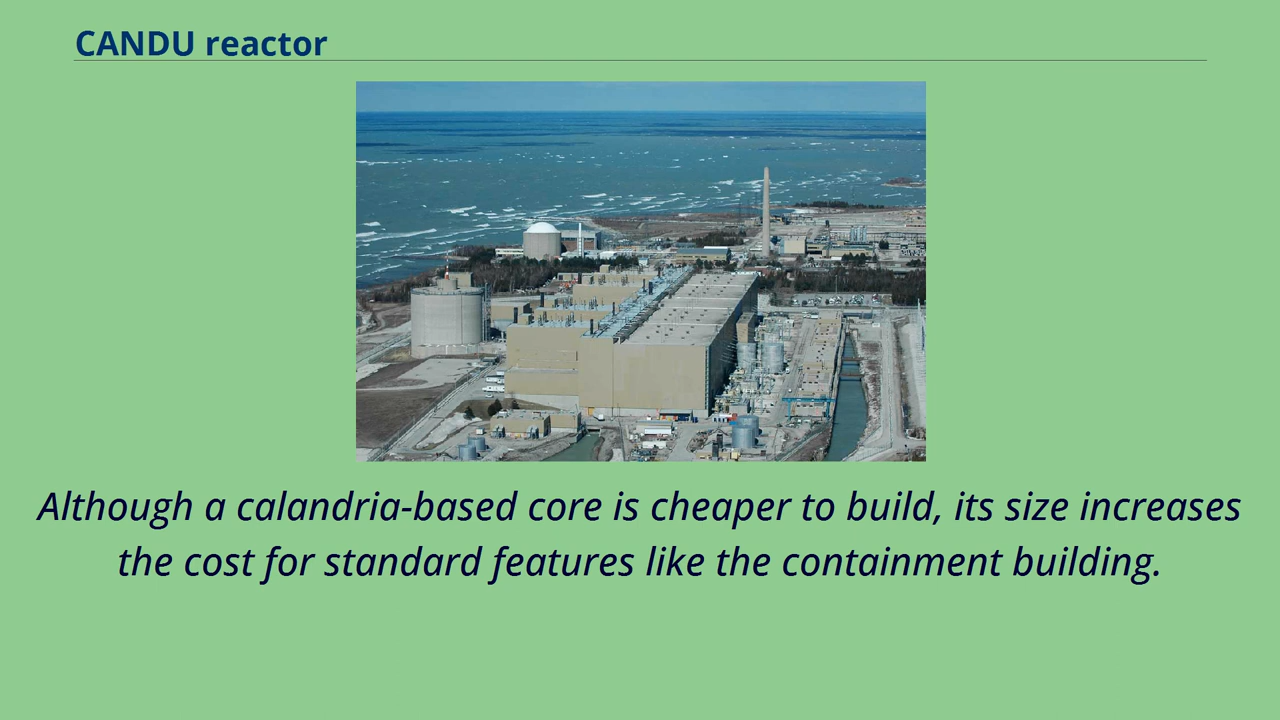 CANDU reactor
Although a calandria-based core is cheaper to build, its size increases
the cost for standard features like the containment building.